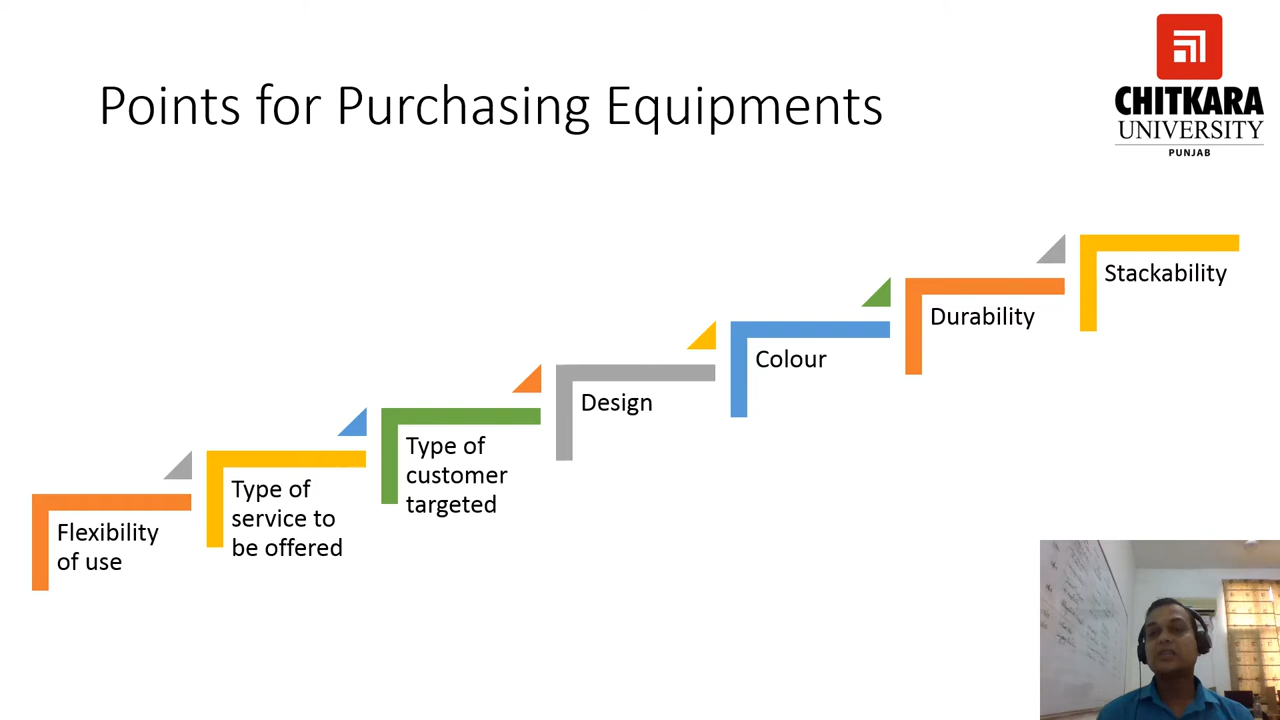 Points for Purchasing Equipments
CHITKARA
UNIVERSITY
PUNJAB
Flexibility
of use
Type of
service to
be offered
Type of
customer
targeted
Design
Colour
Durability
Stackability